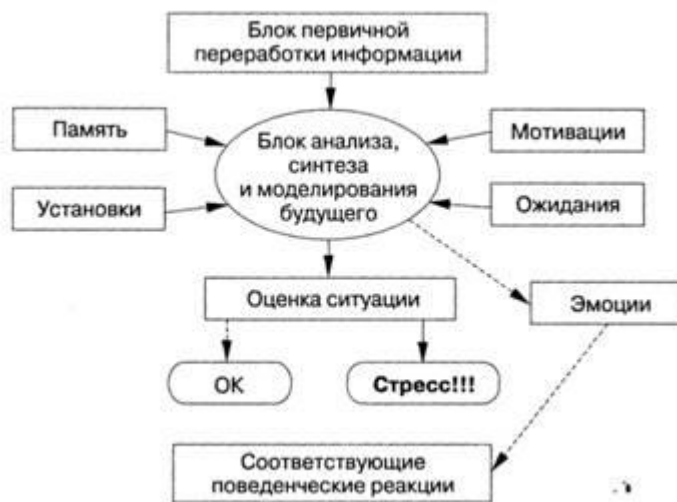 Блок первичной
переработки информации
Память
Мотивации
Блок анализа,
синтеза
и моделирования
будущего
Установки
Ожидания
Оценка ситуации
Эмоции
ОК
Стресс!!!
Соответствующие
поведенческие реакции